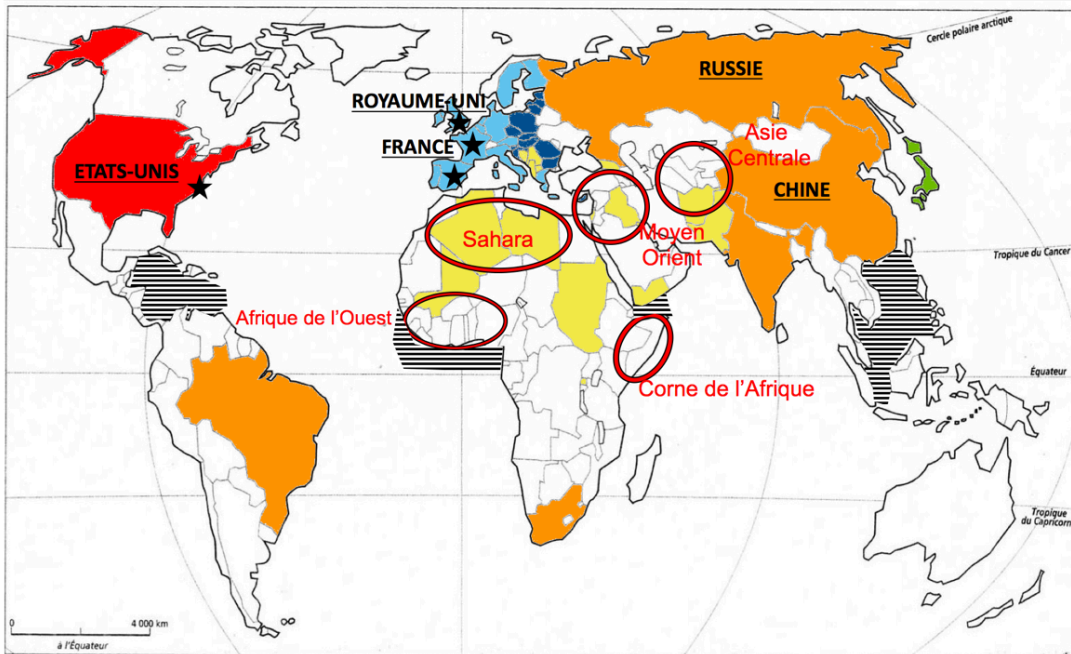 Cercle polaire arctique
RUSSIE
ROYAUME-UNI
FRANCE
Asie
Centrale
ETATS-UNIS
CHINE
Sahara
Moyen
Orient
Tropique du Cancer
Afrique de l'Ouest
Équateur
Corne de l'Afrique
Tropique
du Capricorne
0
4 000 km
à l'Équateur